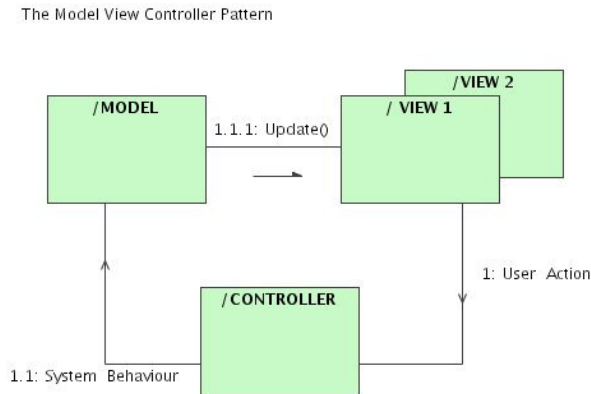 The Model View Controller Pattern
/ VIEW 2
/ MODEL
/ VIEW 1
1.1.1: Update()
1: User Action
/ CONTROLLER
1.1: System Behaviour